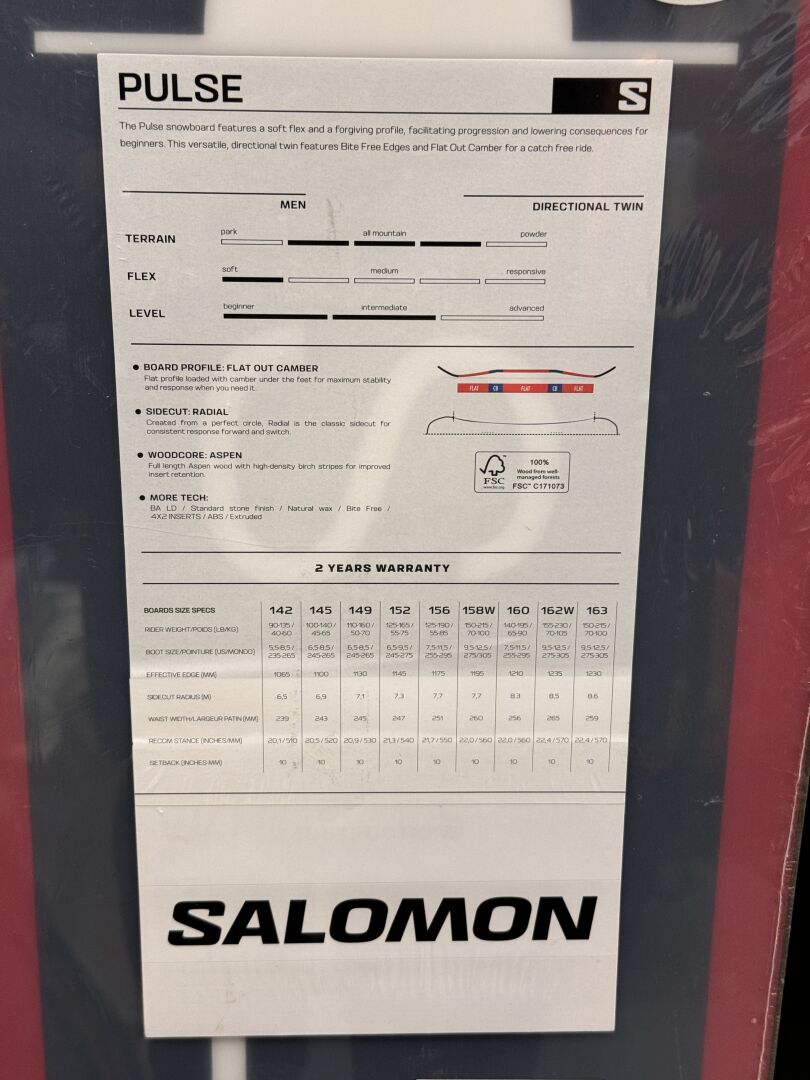 PULSE
S
The Pulse snowboard features a soft flex and a forgiving profile, facilitating progression and lowering consequences for
beginners. This versatile, directional twin features Bite Free Edges and Flat Out Camber for a catch free ride.
MEN
DIRECTIONAL TWIN
TERRAIN park all mountain powder
FLEX soft medium responsive
LEVEL beginner intermediate advanced
BOARD PROFILE: FLAT OUT CAMBER
Flat profile loaded with camber under the feet for maximum stability
and response when you need it.
FLAT CB FLAT CB FLAT
SIDECUT: RADIAL
Created from a perfect circle, Radial is the classic sidecut for
consistent response forward and switch.
WOODCORE: ASPEN
Full length Aspen wood with high-density birch stripes for improved
insert retention.
FSC
www.fsc.org
100%
Wood from well-
managed forests
FSC™ C171073
MORE TECH:
BA LD / Standard stone finish / Natural wax / Bite Free /
4X2 INSERTS / ABS / Extruded
2 YEARS WARRANTY
BOARDS SIZE SPECS 142 145 149 152 156 158W 160 162W 163
RIDER WEIGHT/POIDS (LB/KG) 90-135 / 40-60 100-140 / 45-65 110-160 / 50-70 125-165 / 55-75 125-190 / 55-85 150-215 / 70-100 140-195 / 65-90 155-230 / 70-105 150-215 / 70-100
BOOT SIZE/POINTURE (US/MONDO) 5,5-8,5 / 235-265 6,5-8,5 / 245-265 6,5-8,5 / 245-265 6,5-9,5 / 245-275 7,5-11,5 / 255-295 9,5-12,5 / 275/305 7,5-11,5 / 255-295 9,5-12,5 / 275-305 9,5-12,5 / 275-305
EFFECTIVE EDGE (MM) 1065 1100 1130 1145 1175 1195 1210 1235 1230
SIDECUT RADIUS (M) 6,5 6,9 7,1 7,3 7,7 7,7 8.3 8,5 8.6
WAIST WIDTH/LARGEUR PATIN (MM) 239 243 245 247 251 260 256 265 259
RECOM STANCE (INCHES/MM) 20,1 / 510 20,5 / 520 20,9 / 530 21,3 / 540 21,7 / 550 22,0 / 560 22,0 / 560 22,4 / 570 22,4 / 570
SETBACK (INCHES-MM) 10 10 10 10 10 10 10 10 10
SALOMON